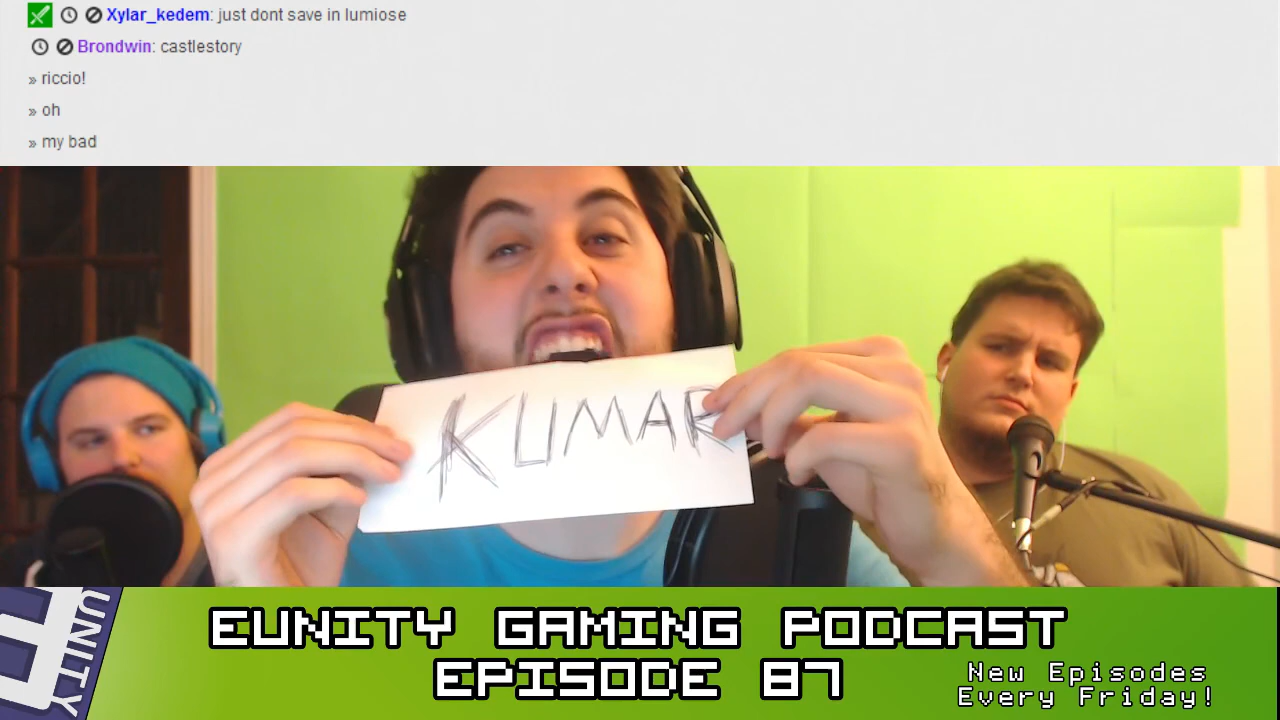 Xylar_kedem: just dont save in lumiose
Brondwin: castlestory
» riccio!
» oh
» my bad
KUMAR
EUNITY GAMING PODCAST
EPISODE 87
New Episodes
Every Friday!
E
UNITY